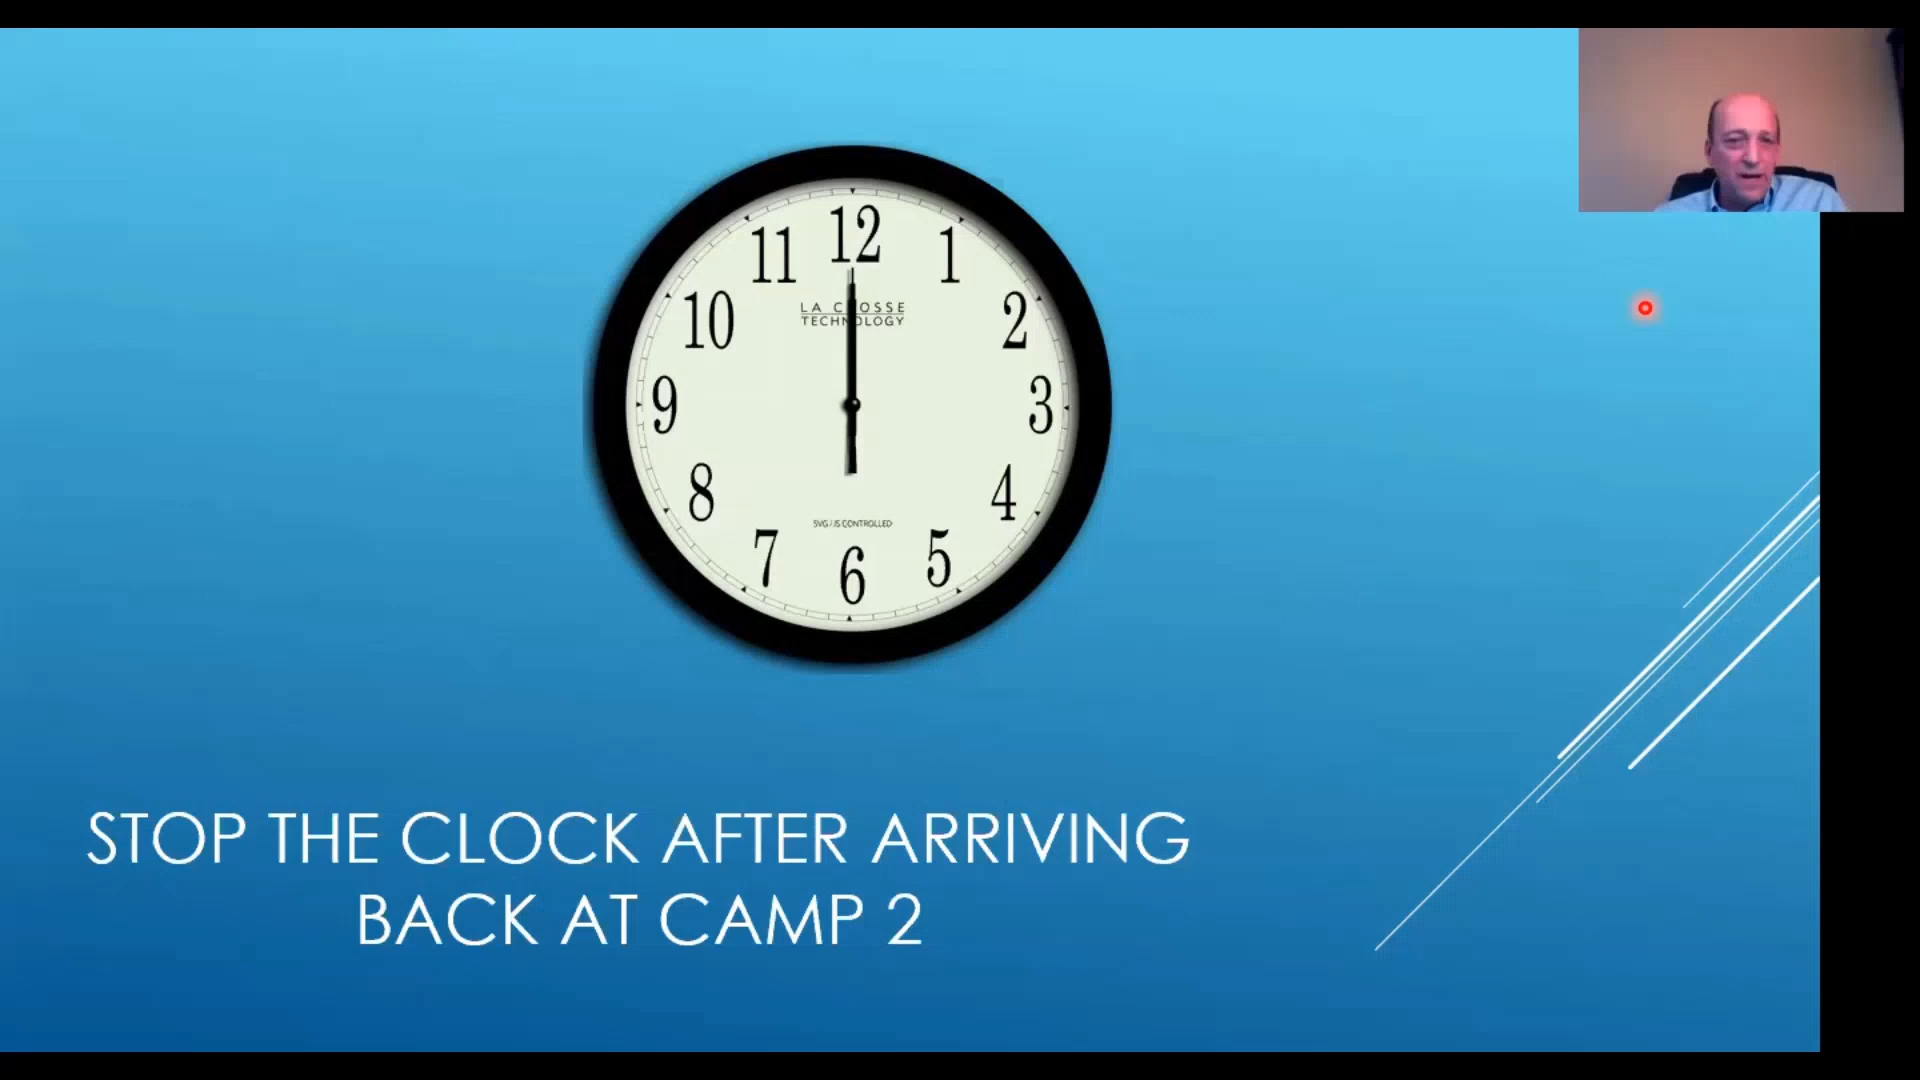 12
11
1
10
2
LA CROSSE
TECHNOLOGY
9
3
8
4
SVG/JS CONTROLLED
7
5
6
STOP THE CLOCK AFTER ARRIVING
BACK AT CAMP 2